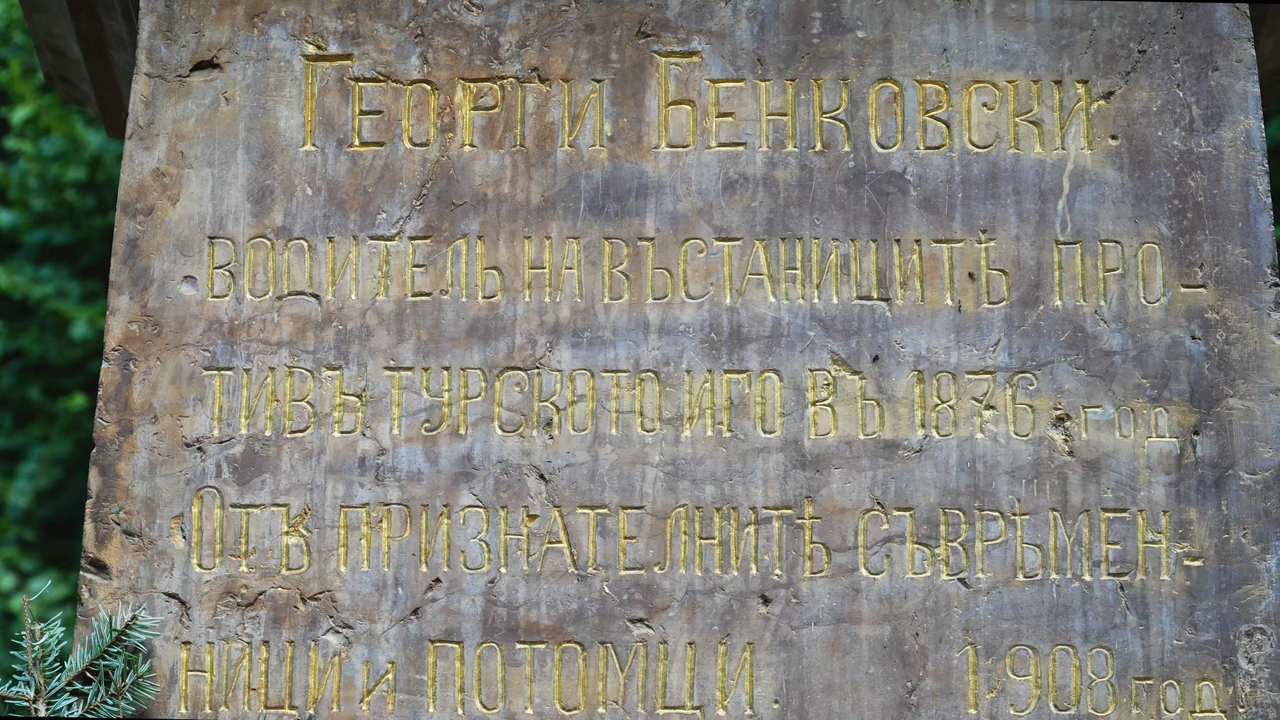 Георги Бенковски.
водитель на въстаницитѣ про-
тивъ турското иго въ 1876 год.
Отъ признателнитѣ съврѣмен-
ници и потомци. 1908 год.